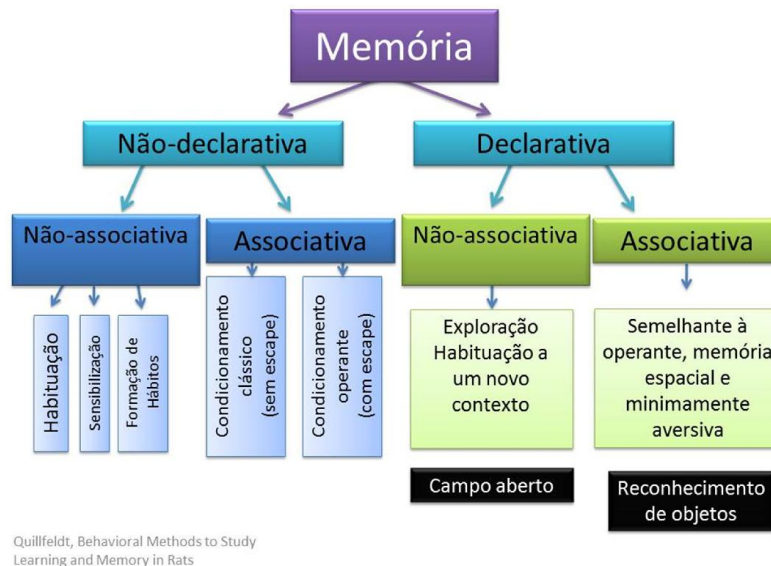 Memória
Não-declarativa
Declarativa
Não-associativa
Associativa
Não-associativa
Associativa
Habituação
Sensibilização
Formação de
Hábitos
Condicionamento
clássico
(sem escape)
Condicionamento
operante
(com escape)
Exploração
Habituação a
um novo
contexto
Semelhante à
operante, memória
espacial e
minimamente
aversiva
Campo aberto
Reconhecimento
de objetos
Quillfeldt, Behavioral Methods to Study
Learning and Memory in Rats